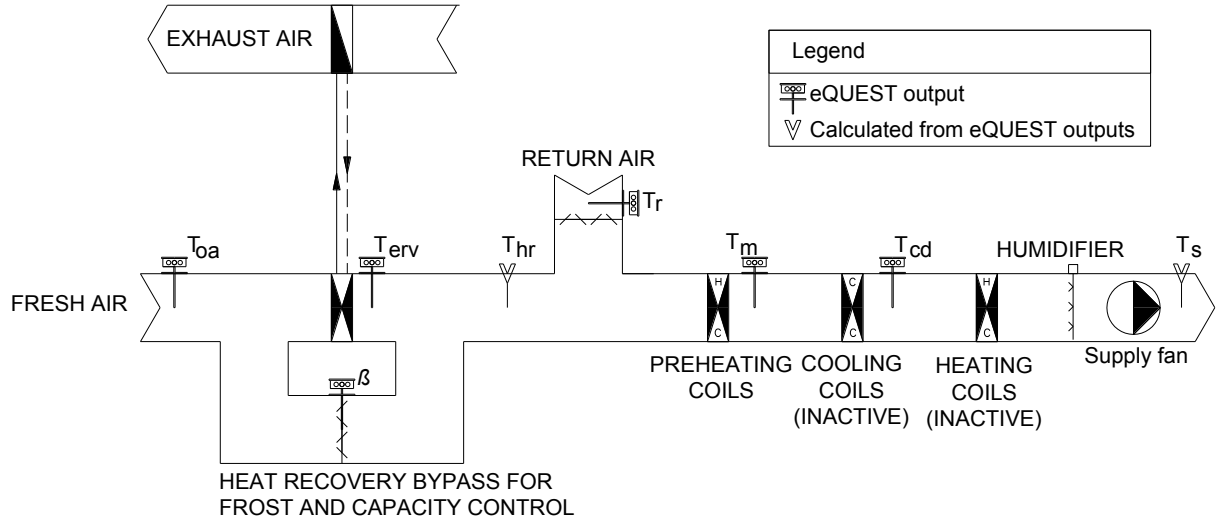 EXHAUST AIR
Legend
eQUEST output
Calculated from eQUEST outputs
RETURN AIR
Tr
Toa
Terv
Thr
Tm
Tcd
HUMIDIFIER
Ts
FRESH AIR
H
C
C
C
H
C
ß
PREHEATING
COILS
COOLING
COILS
(INACTIVE)
HEATING
COILS
(INACTIVE)
Supply fan
HEAT RECOVERY BYPASS FOR
FROST AND CAPACITY CONTROL